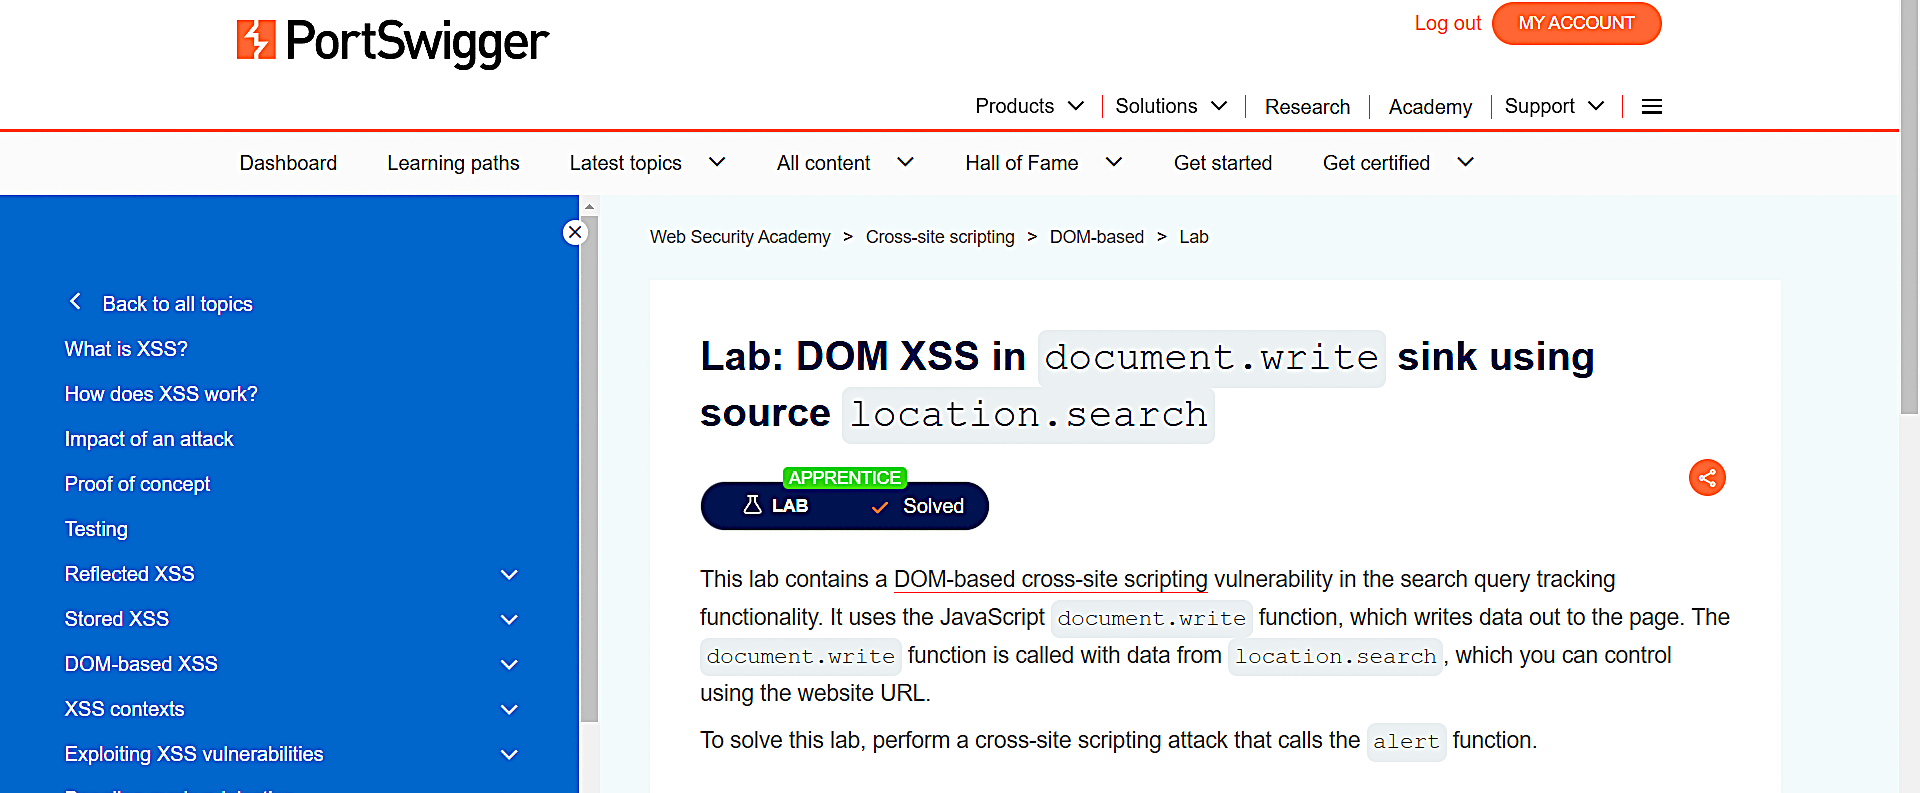 PortSwigger
Log out
MY ACCOUNT
Products
Solutions
Research
Academy
Support
Dashboard
Learning paths
Latest topics
All content
Hall of Fame
Get started
Get certified
Back to all topics
What is XSS?
How does XSS work?
Impact of an attack
Proof of concept
Testing
Reflected XSS
Stored XSS
DOM-based XSS
XSS contexts
Exploiting XSS vulnerabilities
Web Security Academy > Cross-site scripting > DOM-based > Lab
Lab: DOM XSS in document.write sink using
source location.search
APPRENTICE
LAB Solved
This lab contains a DOM-based cross-site scripting vulnerability in the search query tracking
functionality. It uses the JavaScript document.write function, which writes data out to the page. The
document.write function is called with data from location.search, which you can control
using the website URL.
To solve this lab, perform a cross-site scripting attack that calls the alert function.